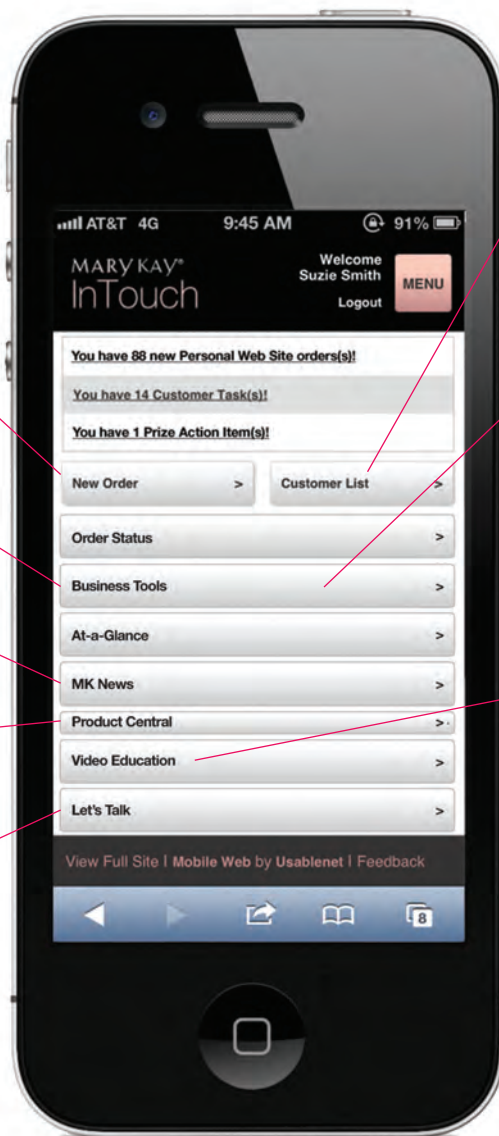 AT&T 4G 9:45 AM 91%
MARY KAY®
InTouch
Welcome
Suzie Smith
Logout
MENU
You have 88 new Personal Web Site orders(s)!
You have 14 Customer Task(s)!
You have 1 Prize Action Item(s)!
New Order >
Customer List >
Order Status >
Business Tools >
At-a-Glance >
MK News >
Product Central >
Video Education >
Let's Talk >
View Full Site | Mobile Web by Usablenet | Feedback
8